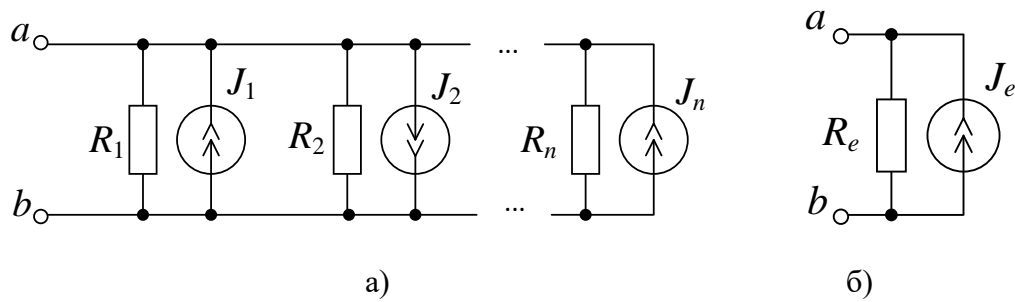 a ... a
J1 J2 Jn Je
R1 R2 Rn Re
b ... b
а) б)